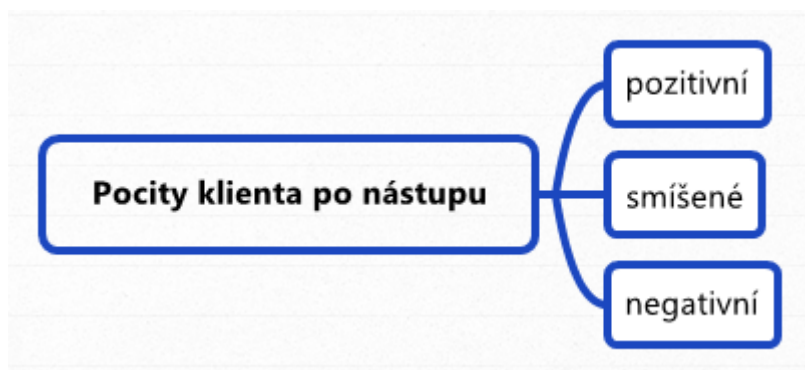 Pocity klienta po nástupu
pozitivní
smíšené
negativní